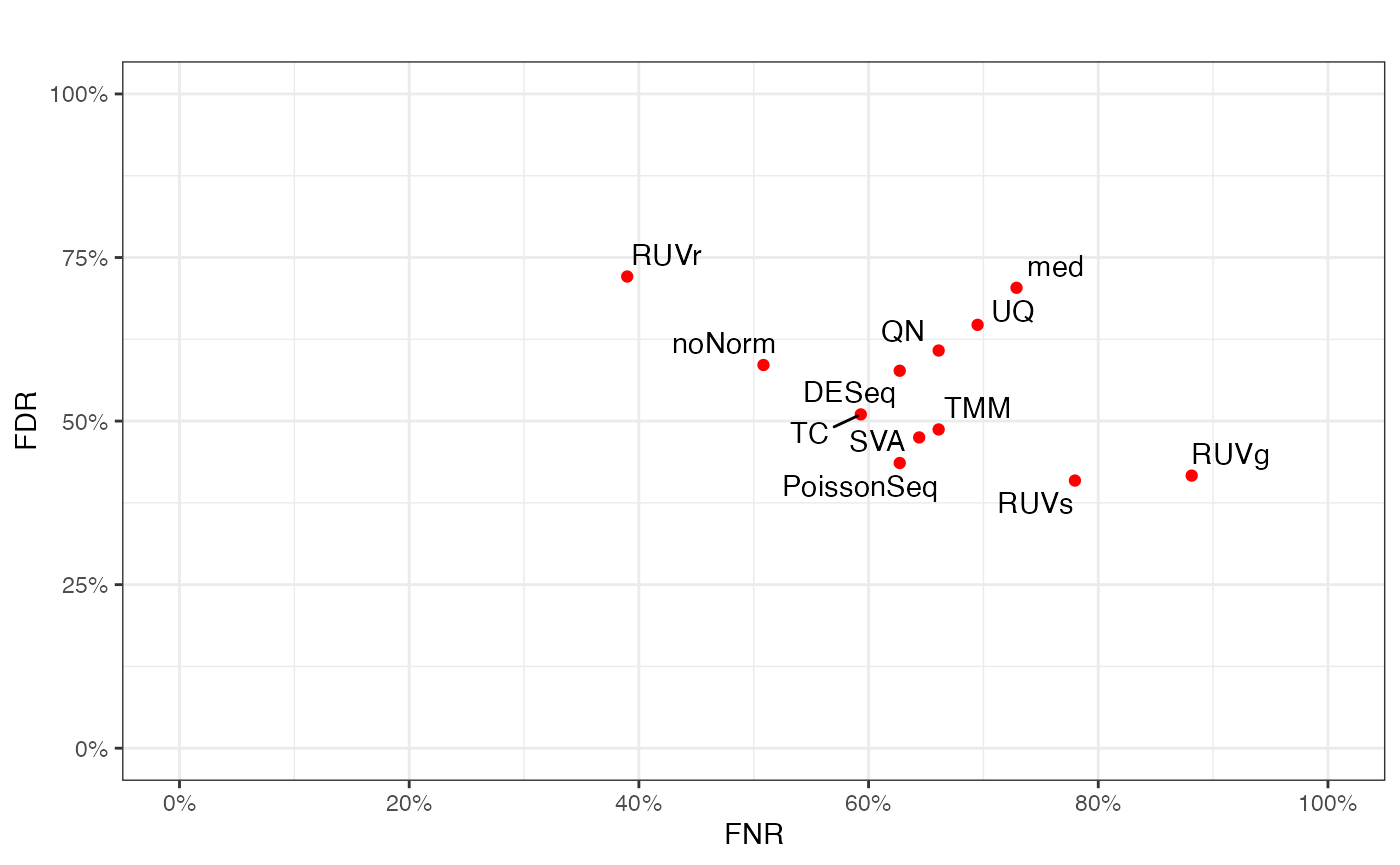 100%
75%
50%
25%
0%
FDR
RUVr
med
UQ
QN
noNorm
DESeq
TMM
TC
SVA
RUVg
PoissonSeq
RUVs
0%
20%
40%
60%
80%
100%
FNR